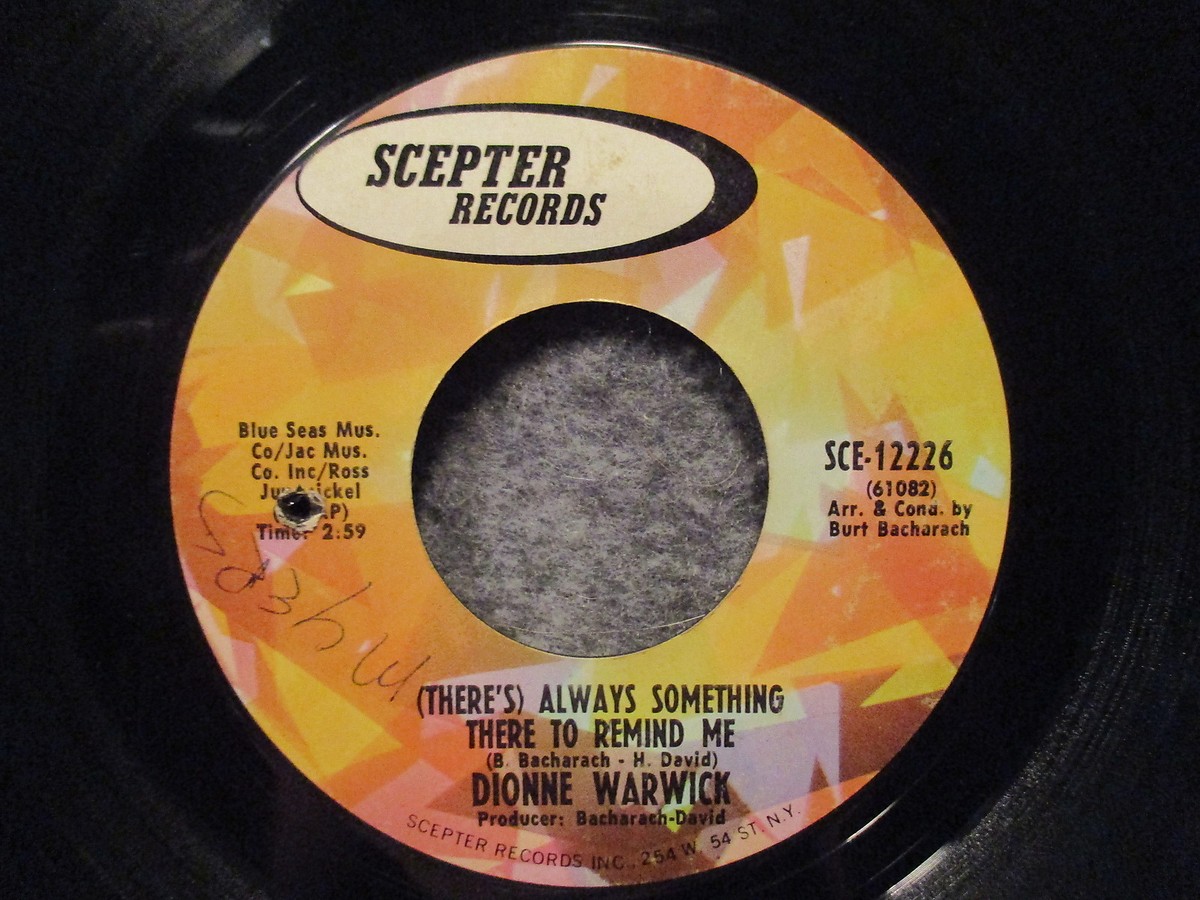 SCEPTER
RECORDS
Blue Seas Mus.
Co/Jac Mus.
Co. Inc/Ross
Time: 2:59
SCE-12226
(61082)
Arr. & Cond. by
Burt Bacharach
(THERE'S) ALWAYS SOMETHING
THERE TO REMIND ME
(B. Bacharach - H. David)
DIONNE WARWICK
Producer: Bacharach-David
SCEPTER RECORDS INC., 254 W. 54 ST. N.Y.